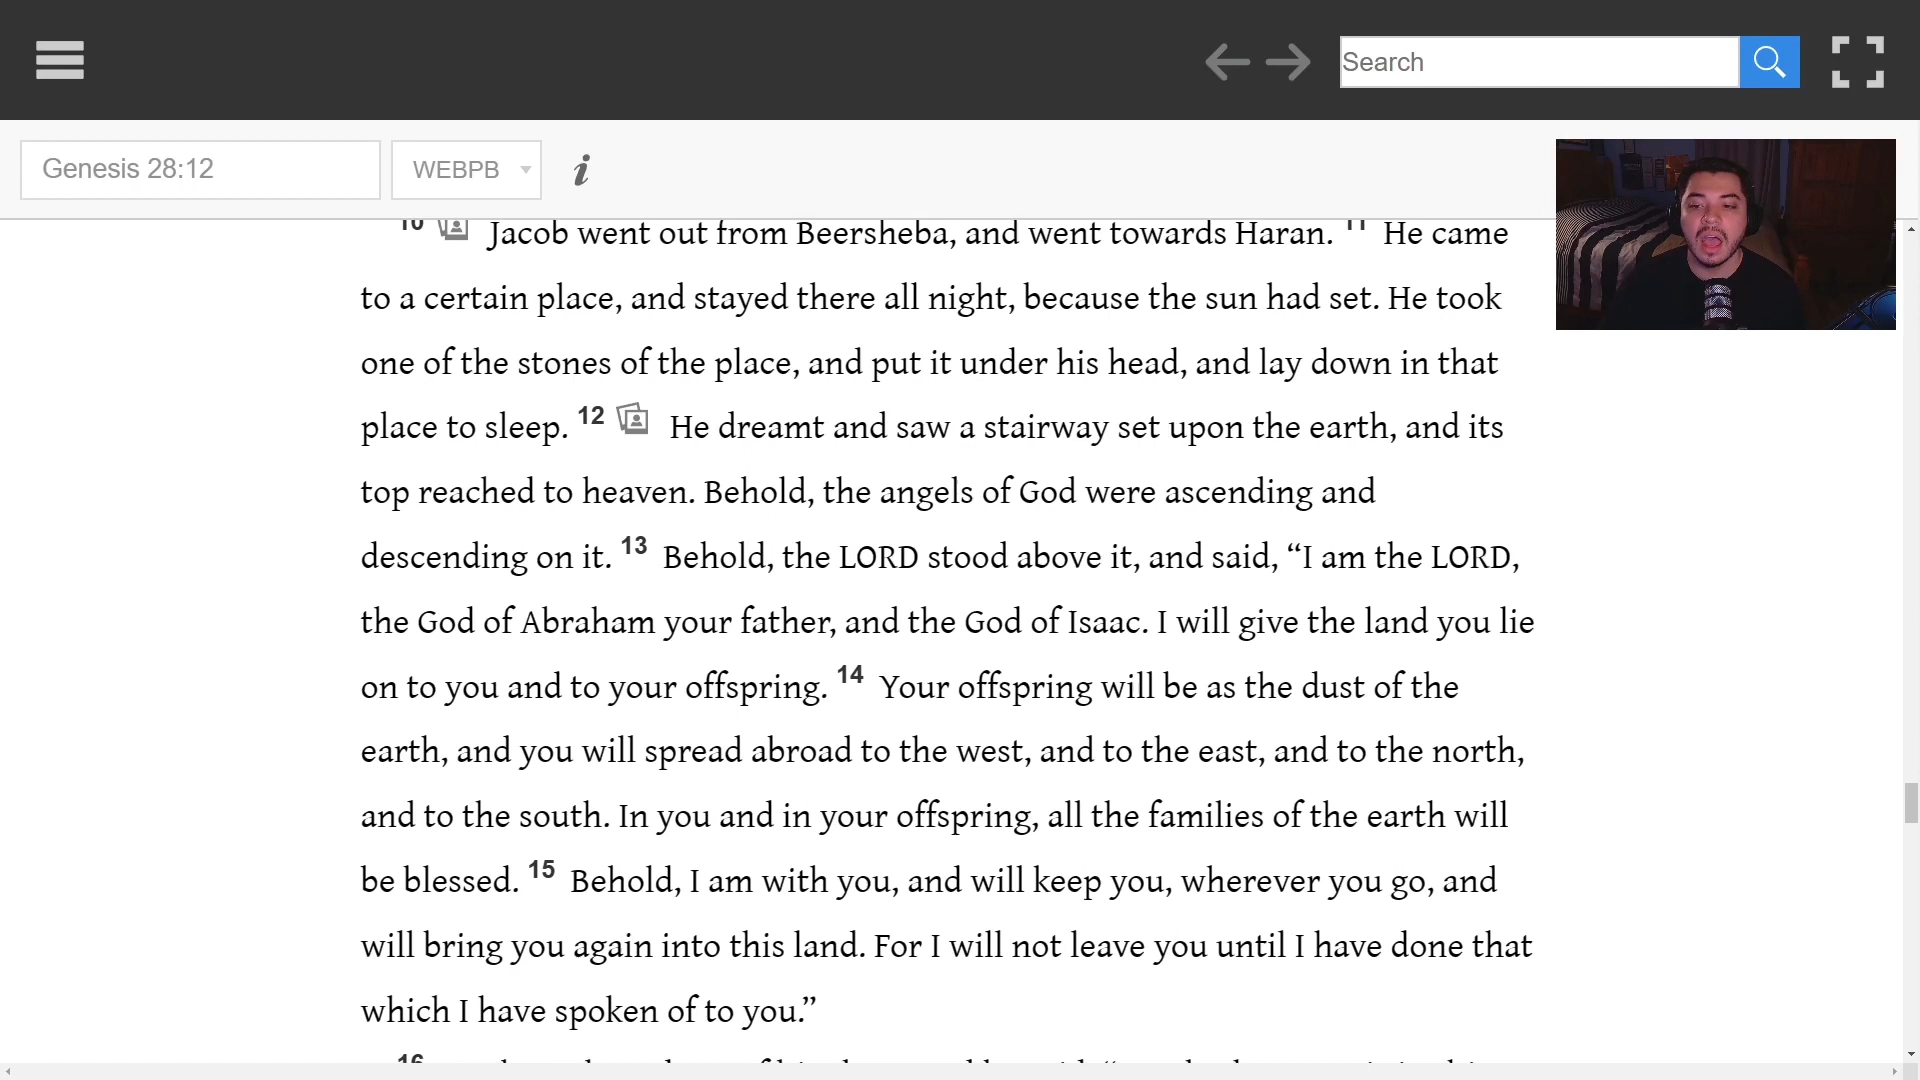 Search
Genesis 28:12
WEBPB
i
10 Jacob went out from Beersheba, and went towards Haran. 11 He came
to a certain place, and stayed there all night, because the sun had set. He took
one of the stones of the place, and put it under his head, and lay down in that
place to sleep. 12 He dreamt and saw a stairway set upon the earth, and its
top reached to heaven. Behold, the angels of God were ascending and
descending on it. 13 Behold, the LORD stood above it, and said, “I am the LORD,
the God of Abraham your father, and the God of Isaac. I will give the land you lie
on to you and to your offspring. 14 Your offspring will be as the dust of the
earth, and you will spread abroad to the west, and to the east, and to the north,
and to the south. In you and in your offspring, all the families of the earth will
be blessed. 15 Behold, I am with you, and will keep you, wherever you go, and
will bring you again into this land. For I will not leave you until I have done that
which I have spoken of to you.”
16